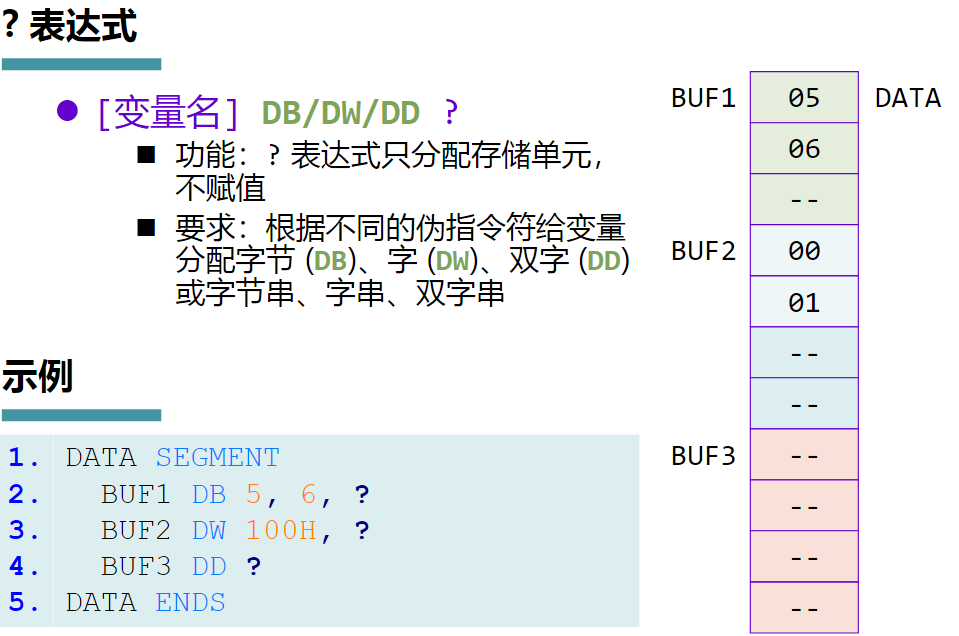 ? 表达式
[变量名] DB/DW/DD ?
功能：? 表达式只分配存储单元，
不赋值
要求：根据不同的伪指令符给变量
分配字节 (DB)、字 (DW)、双字 (DD)
或字节串、字串、双字串
示例
1. DATA SEGMENT
2. BUF1 DB 5, 6, ?
3. BUF2 DW 100H, ?
4. BUF3 DD ?
5. DATA ENDS
BUF1 05 DATA
06
--
BUF2 00
01
--
--
BUF3 --
--
--
--